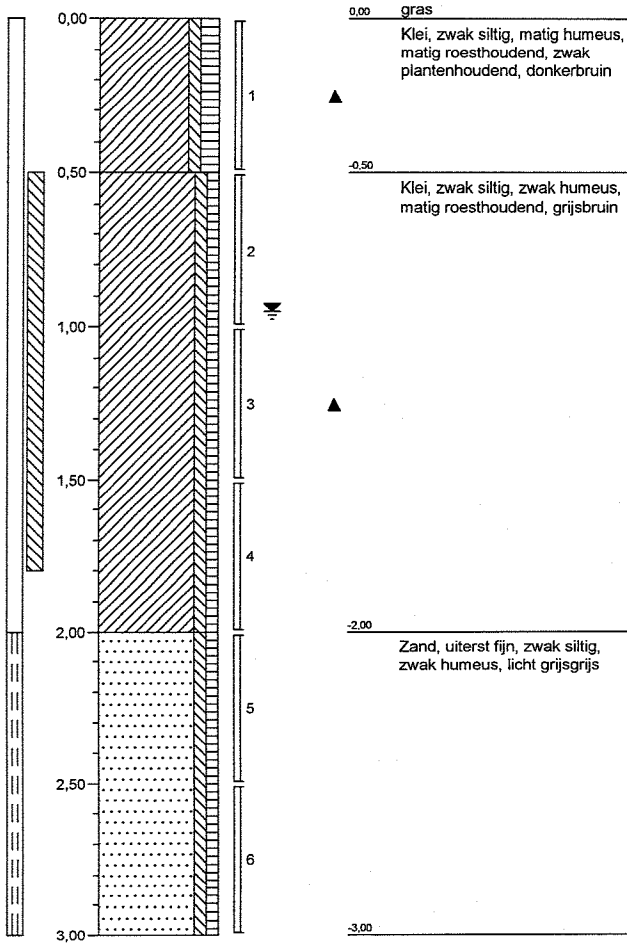 0,00
0,00
gras
Klei, zwak siltig, matig humeus,
matig roesthoudend, zwak
plantenhoudend, donkerbruin
1
0,50
-0,50
Klei, zwak siltig, zwak humeus,
matig roesthoudend, grijsbruin
2
1,00
3
1,50
4
2,00
-2,00
Zand, uiterst fijn, zwak siltig,
zwak humeus, licht grijsgrijs
5
2,50
6
3,00
-3,00